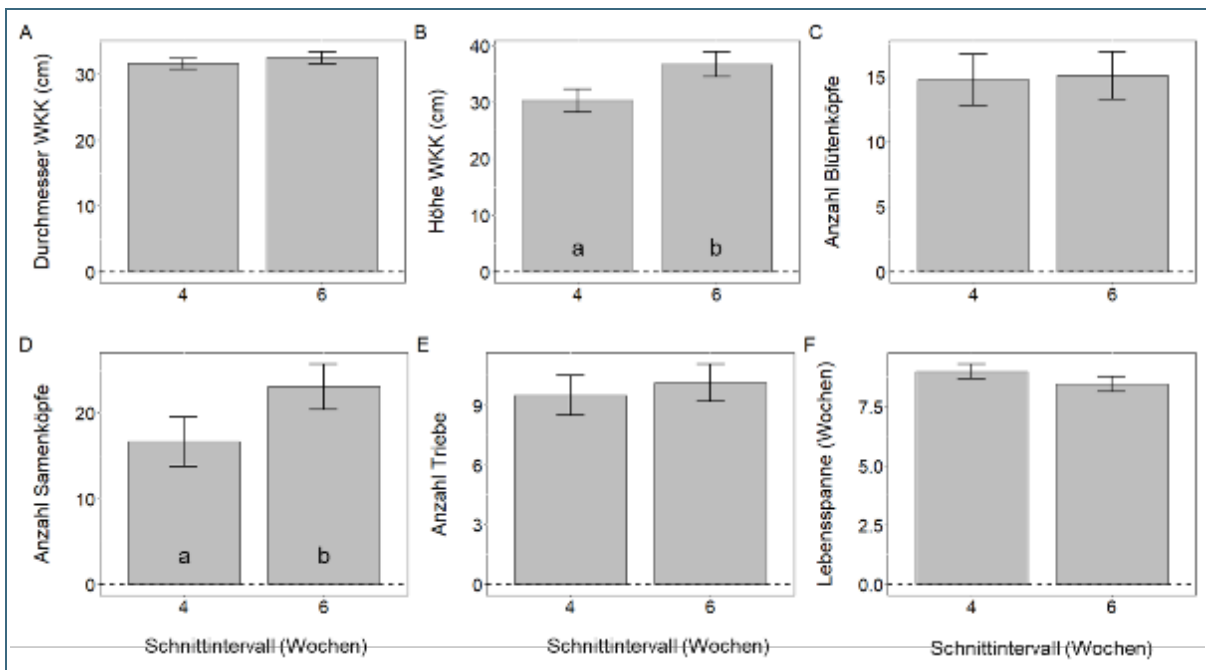 A
Durchmesser WKK (cm)
30
20
10
0
4
6
B
Höhe WKK (cm)
40
30
20
10
0
a
b
4
6
C
Anzahl Blütenköpfe
15
10
5
0
4
6
D
Anzahl Samenköpfe
20
10
0
a
b
4
6
Schnittintervall (Wochen)
E
Anzahl Triebe
9
6
3
0
4
6
Schnittintervall (Wochen)
F
Lebensspanne (Wochen)
7.5
5.0
2.5
0.0
4
6
Schnittintervall (Wochen)